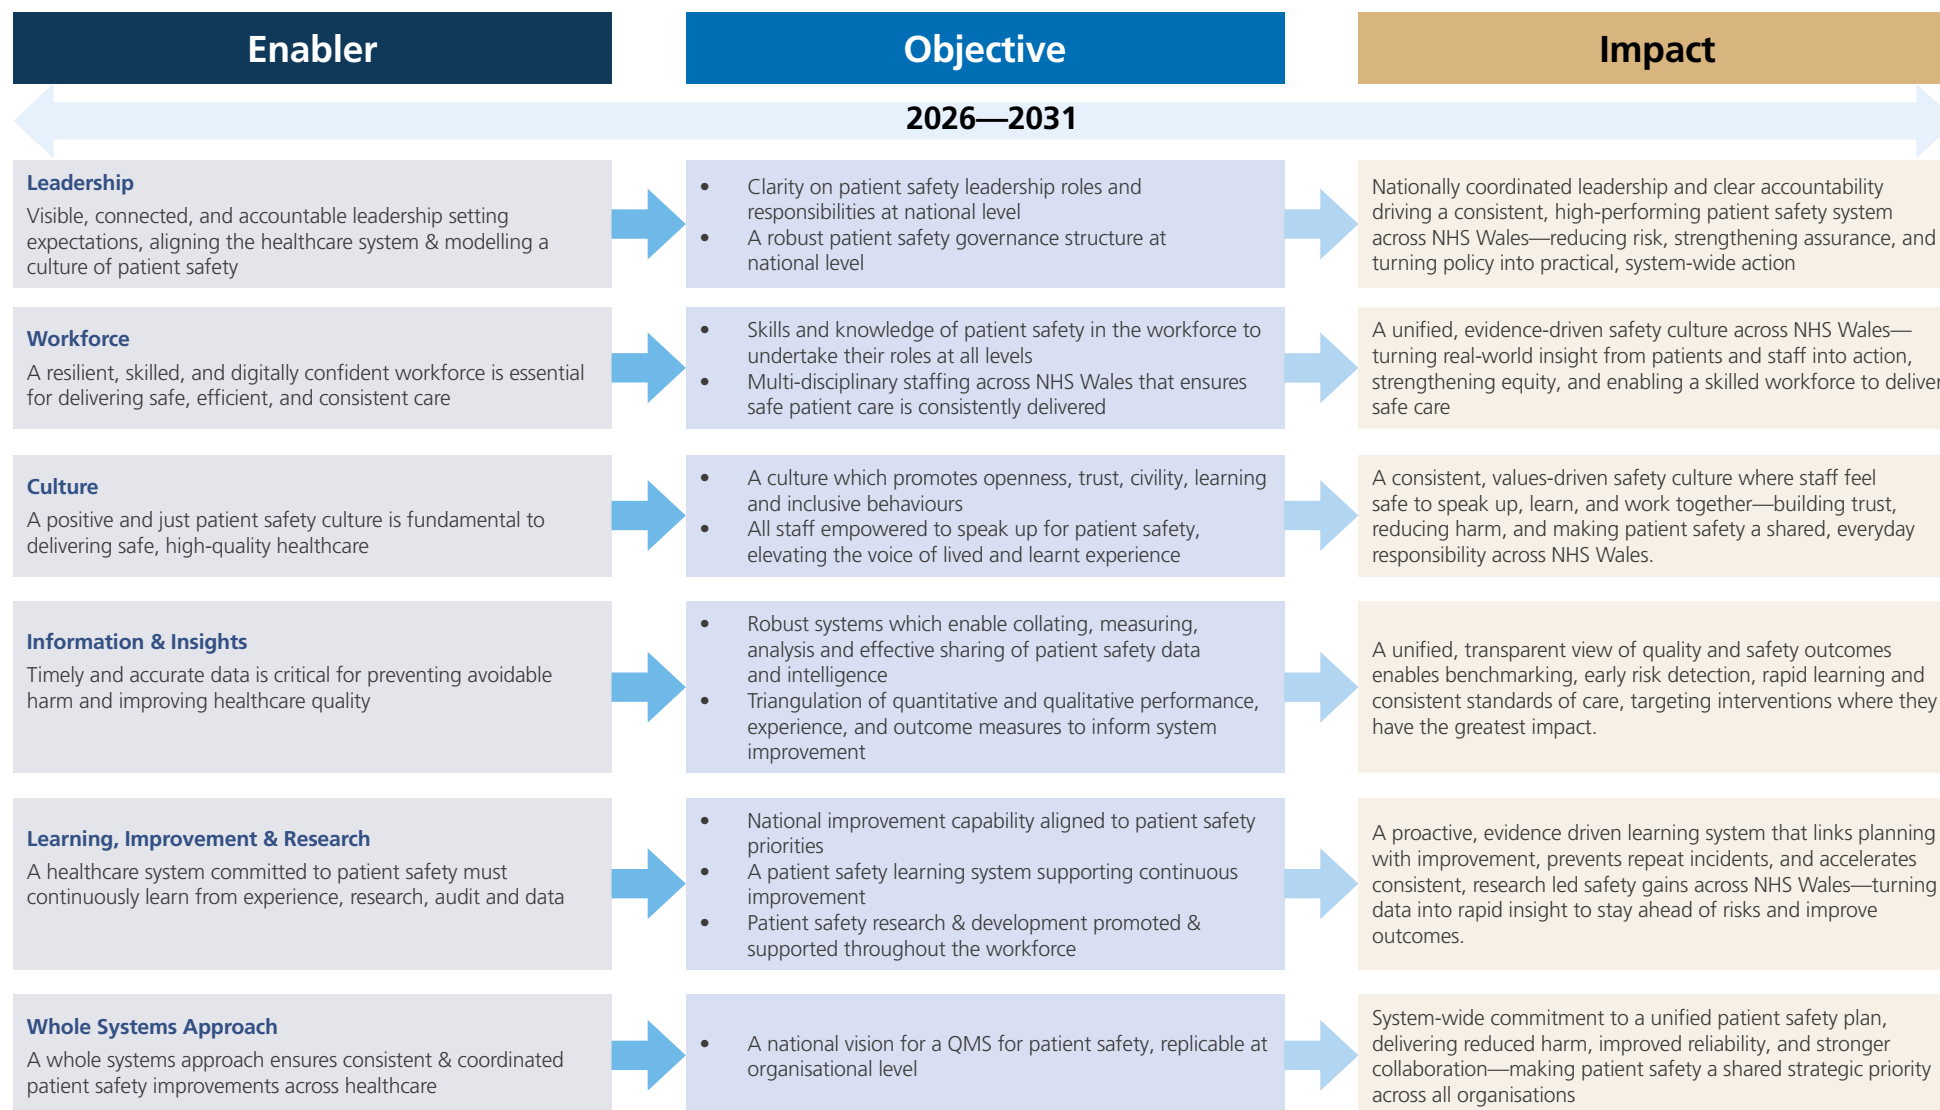 Enabler
Objective
Impact
2026—2031
Leadership
Visible, connected, and accountable leadership setting
expectations, aligning the healthcare system & modelling a
culture of patient safety
• Clarity on patient safety leadership roles and
responsibilities at national level
• A robust patient safety governance structure at
national level
Nationally coordinated leadership and clear accountability
driving a consistent, high-performing patient safety system
across NHS Wales—reducing risk, strengthening assurance, and
turning policy into practical, system-wide action
Workforce
A resilient, skilled, and digitally confident workforce is essential
for delivering safe, efficient, and consistent care
• Skills and knowledge of patient safety in the workforce to
undertake their roles at all levels
• Multi-disciplinary staffing across NHS Wales that ensures
safe patient care is consistently delivered
A unified, evidence-driven safety culture across NHS Wales—
turning real-world insight from patients and staff into action,
strengthening equity, and enabling a skilled workforce to deliver
safe care
Culture
A positive and just patient safety culture is fundamental to
delivering safe, high-quality healthcare
• A culture which promotes openness, trust, civility, learning
and inclusive behaviours
• All staff empowered to speak up for patient safety,
elevating the voice of lived and learnt experience
A consistent, values-driven safety culture where staff feel
safe to speak up, learn, and work together—building trust,
reducing harm, and making patient safety a shared, everyday
responsibility across NHS Wales.
Information & Insights
Timely and accurate data is critical for preventing avoidable
harm and improving healthcare quality
• Robust systems which enable collating, measuring,
analysis and effective sharing of patient safety data
and intelligence
• Triangulation of quantitative and qualitative performance,
experience, and outcome measures to inform system
improvement
A unified, transparent view of quality and safety outcomes
enables benchmarking, early risk detection, rapid learning and
consistent standards of care, targeting interventions where they
have the greatest impact.
Learning, Improvement & Research
A healthcare system committed to patient safety must
continuously learn from experience, research, audit and data
• National improvement capability aligned to patient safety
priorities
• A patient safety learning system supporting continuous
improvement
• Patient safety research & development promoted &
supported throughout the workforce
A proactive, evidence driven learning system that links planning
with improvement, prevents repeat incidents, and accelerates
consistent, research led safety gains across NHS Wales—turning
data into rapid insight to stay ahead of risks and improve
outcomes.
Whole Systems Approach
A whole systems approach ensures consistent & coordinated
patient safety improvements across healthcare
• A national vision for a QMS for patient safety, replicable at
organisational level
System-wide commitment to a unified patient safety plan,
delivering reduced harm, improved reliability, and stronger
collaboration—making patient safety a shared strategic priority
across all organisations